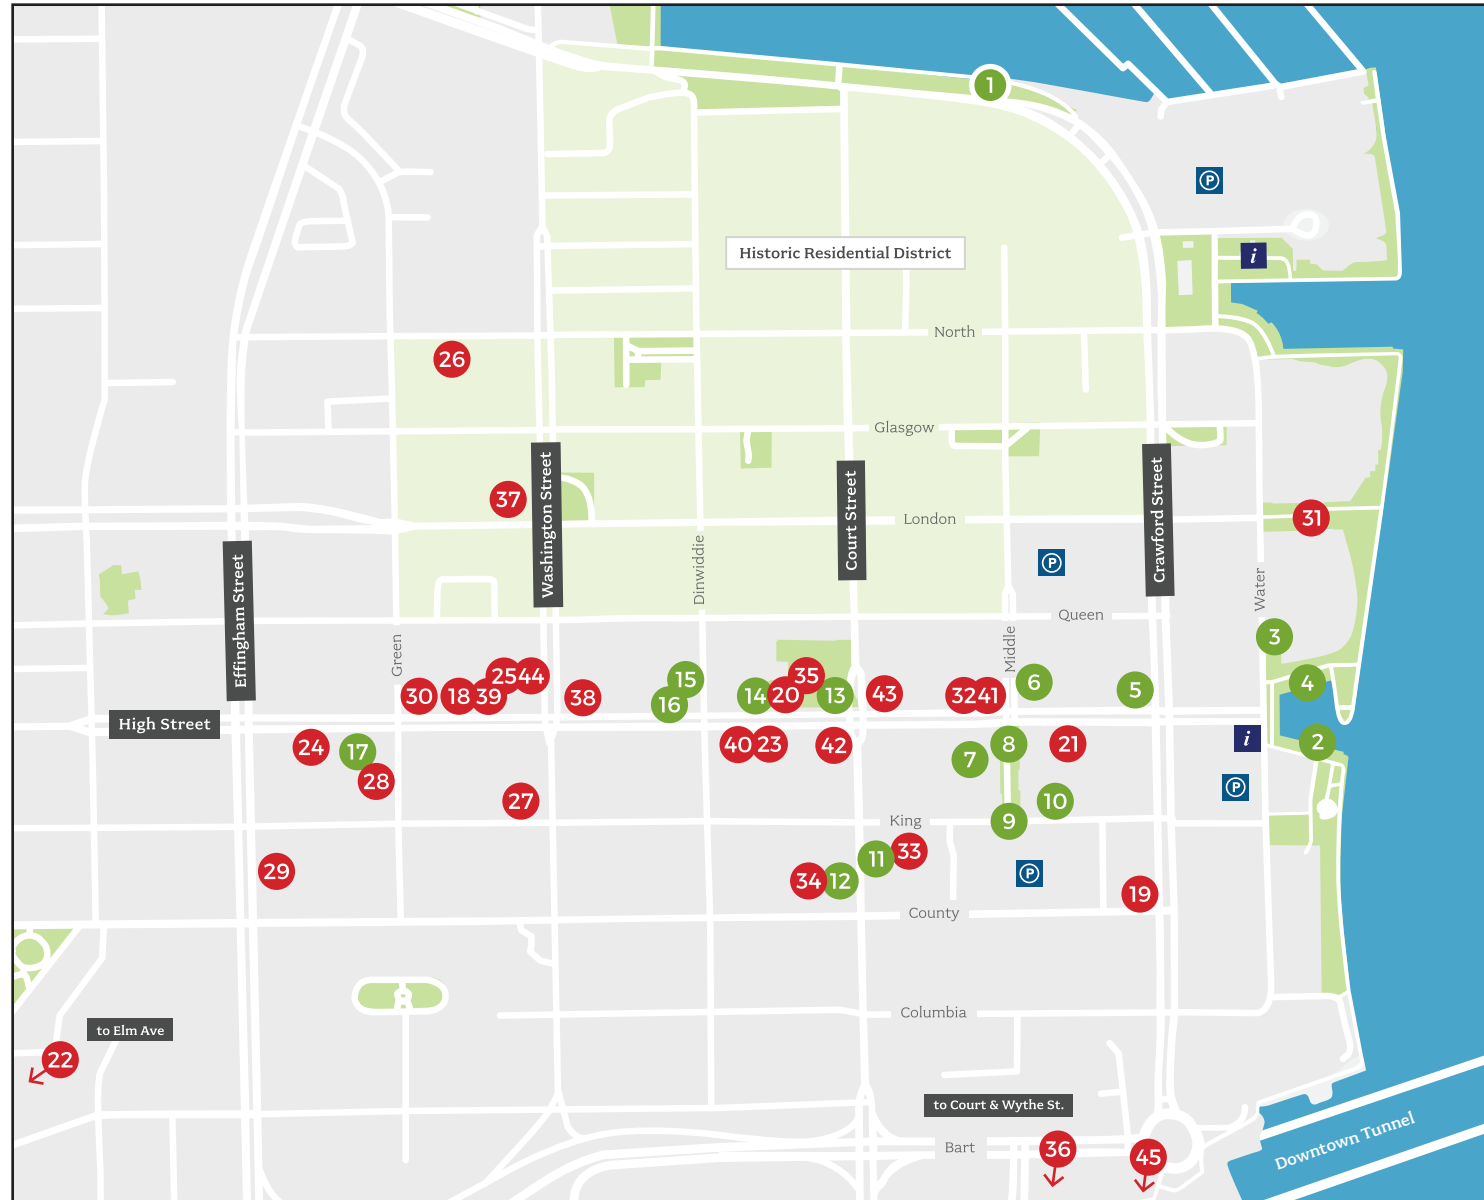 1
P
i
Historic Residential District
North
26
Glasgow
37
Washington Street
Court Street
Crawford Street
London
31
Effingham Street
Dinwiddie
P
Water
Queen
Green
Middle
3
30
18
39
25
44
38
15
16
14
20
35
13
43
32
41
6
5
4
High Street
24
17
28
40
23
42
7
8
21
i
2
27
10
P
King
9
29
34
12
11
33
P
19
County
Columbia
to Elm Ave
22
to Court & Wythe St.
Bart
36
45
Downtown Tunnel